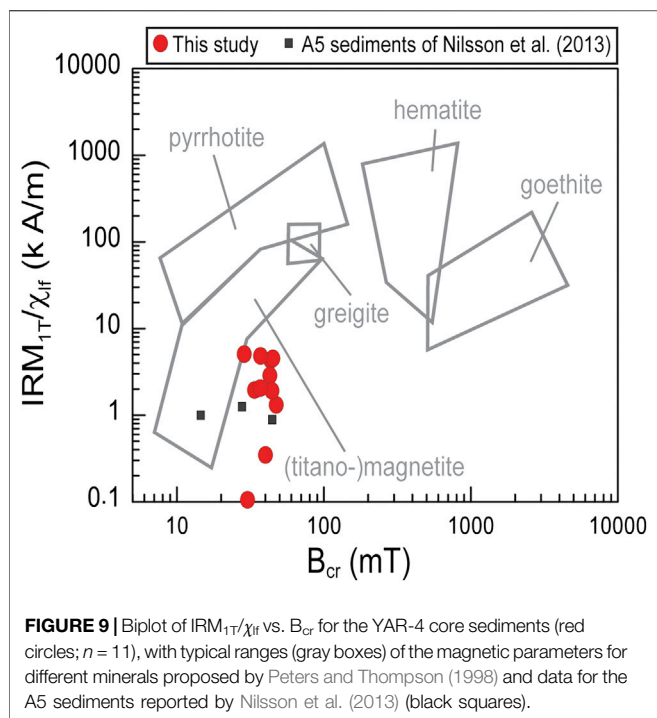 This study A5 sediments of Nilsson et al. (2013)
10000
1000
100
10
1
0.1
IRM1T/χlf (k A/m)
pyrrhotite
hematite
goethite
greigite
(titano-)magnetite
10 100 1000 10000
Bcr (mT)
FIGURE 9 | Biplot of IRM1T/χlf vs. Bcr for the YAR-4 core sediments (red
circles; n = 11), with typical ranges (gray boxes) of the magnetic parameters for
different minerals proposed by Peters and Thompson (1998) and data for the
A5 sediments reported by Nilsson et al. (2013) (black squares).